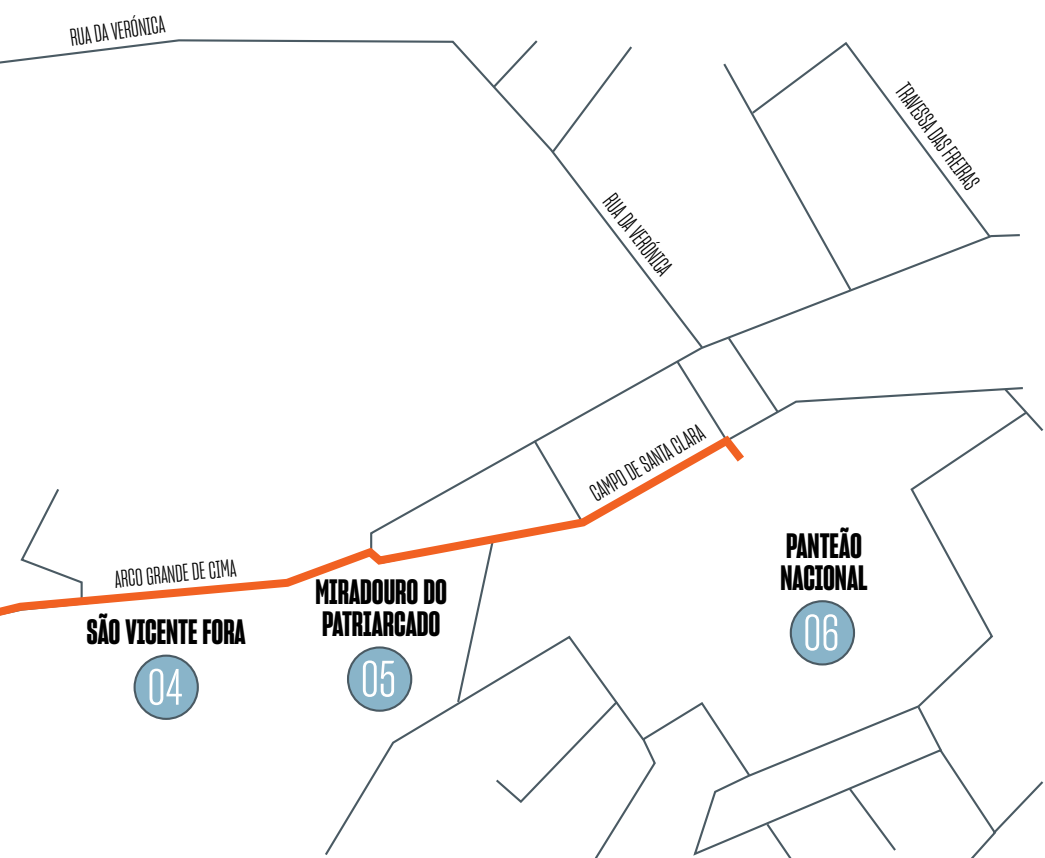 RUA DA VERÓNICA
TRAVESSA DAS FREIRAS
RUA DA VERÓNICA
CAMPO DE SANTA CLARA
ARCO GRANDE DE CIMA
SÃO VICENTE FORA
04
MIRADOURO DO
PATRIARCADO
05
PANTEÃO
NACIONAL
06